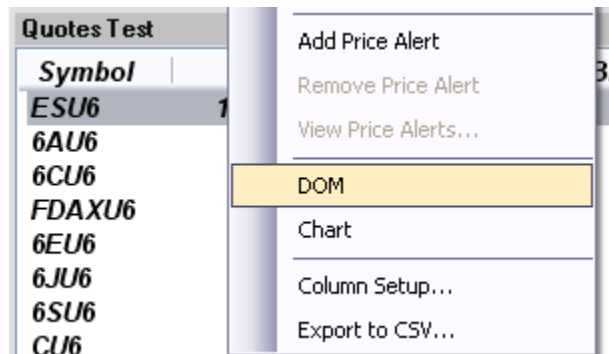 Quotes Test
Symbol
ESU6 1
6AU6
6CU6
FDAXU6
6EU6
6JU6
6SU6
CU6
Add Price Alert
Remove Price Alert
View Price Alerts...
DOM
Chart
Column Setup...
Export to CSV...